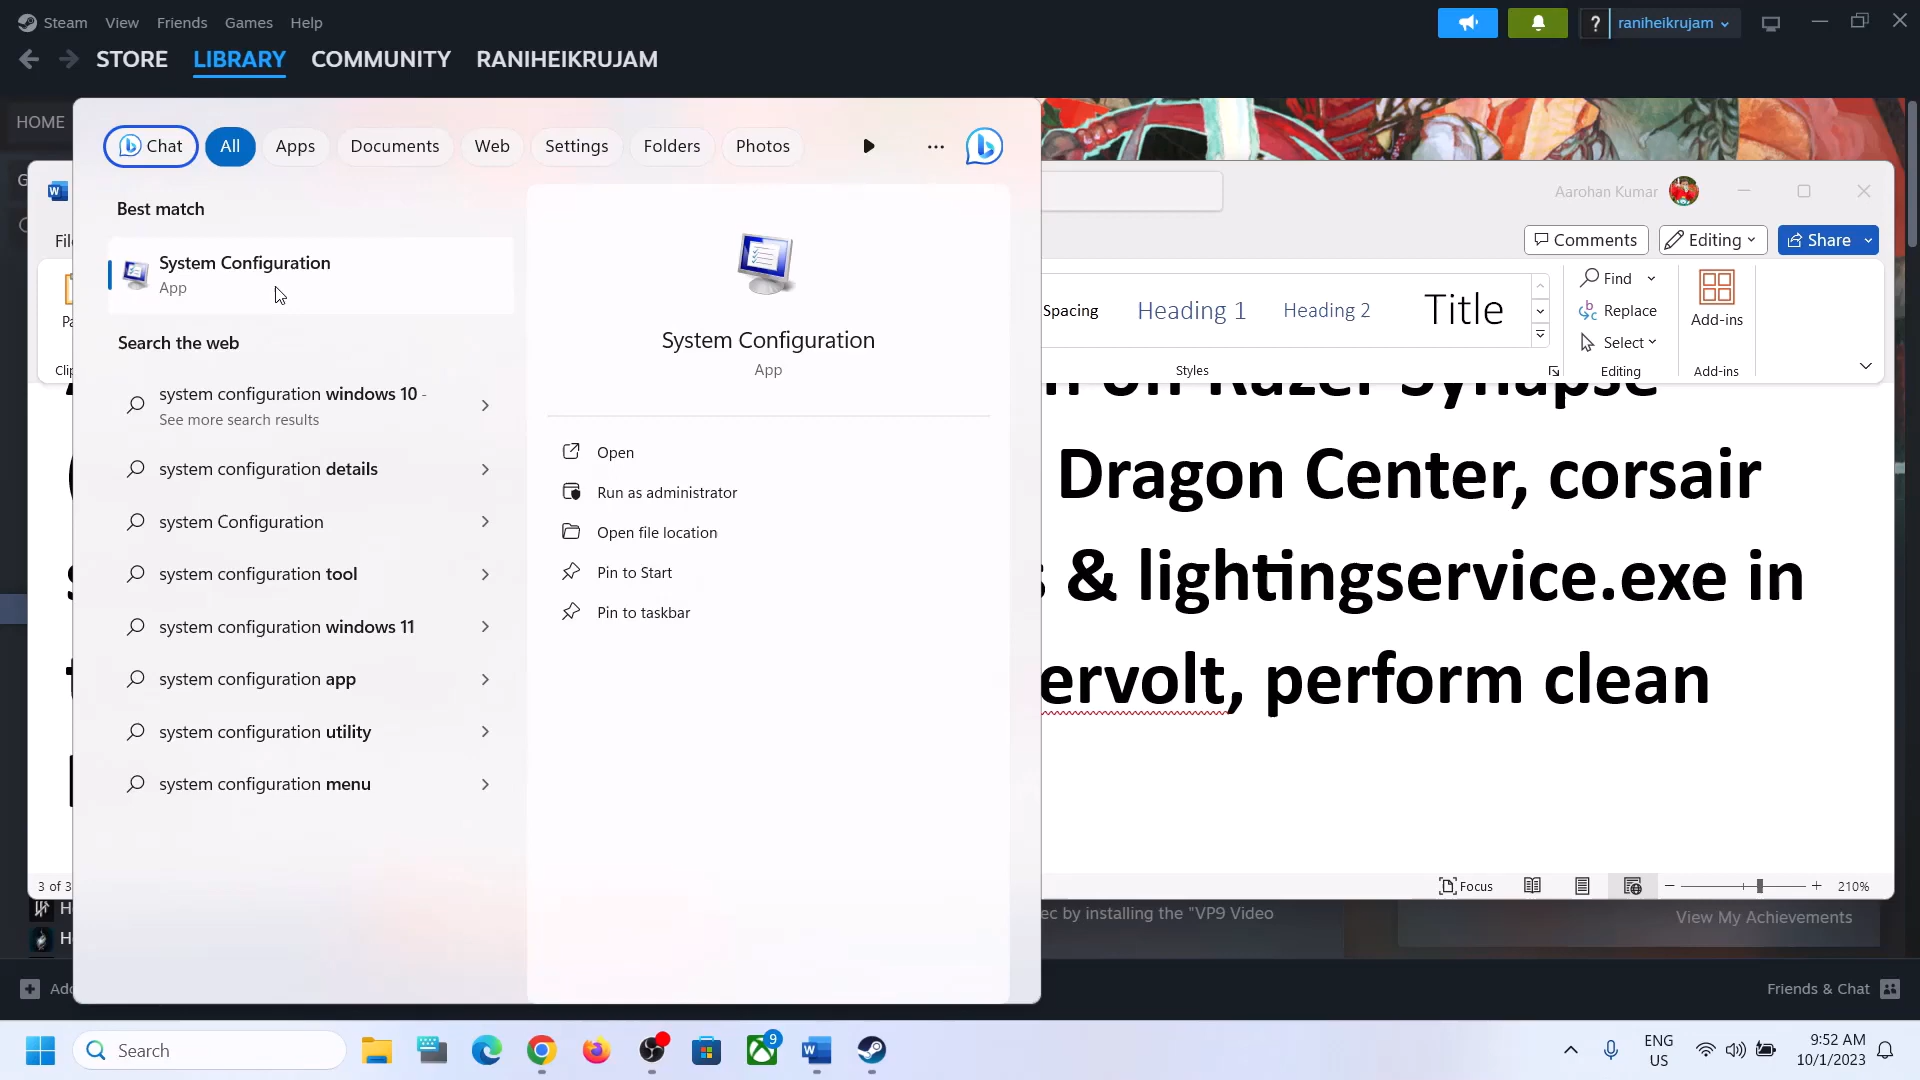 Steam View Friends Games Help
? raniheikrujam
STORE LIBRARY COMMUNITY RANIHEIKRUJAM
HOME
Chat All Apps Documents Web Settings Folders Photos
Best match
System Configuration
App
Search the web
system configuration windows 10 -
See more search results
system configuration details
system Configuration
system configuration tool
system configuration windows 11
system configuration app
system configuration utility
system configuration menu
System Configuration
App
Open
Run as administrator
Open file location
Pin to Start
Pin to taskbar
Aarohan Kumar
Comments Editing Share
Spacing Heading 1 Heading 2 Title
Find
Replace
Select
Add-ins
Styles Editing Add-ins
n on Razer Synapse
Dragon Center, corsair
& lightingservice.exe in
ervolt, perform clean
3 of 3
Focus
210%
ec by installing the "VP9 Video
View My Achievements
Friends & Chat
Search
9
ENG
US
9:52 AM
10/1/2023